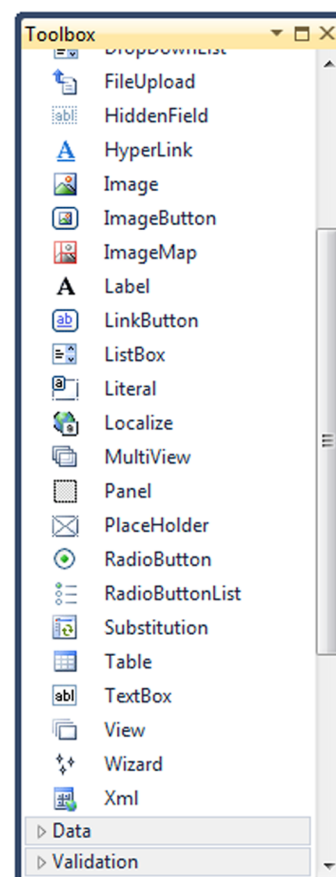 Toolbox
DropDownList
FileUpload
HiddenField
HyperLink
Image
ImageButton
ImageMap
Label
LinkButton
ListBox
Literal
Localize
MultiView
Panel
PlaceHolder
RadioButton
RadioButtonList
Substitution
Table
TextBox
View
Wizard
Xml
Data
Validation